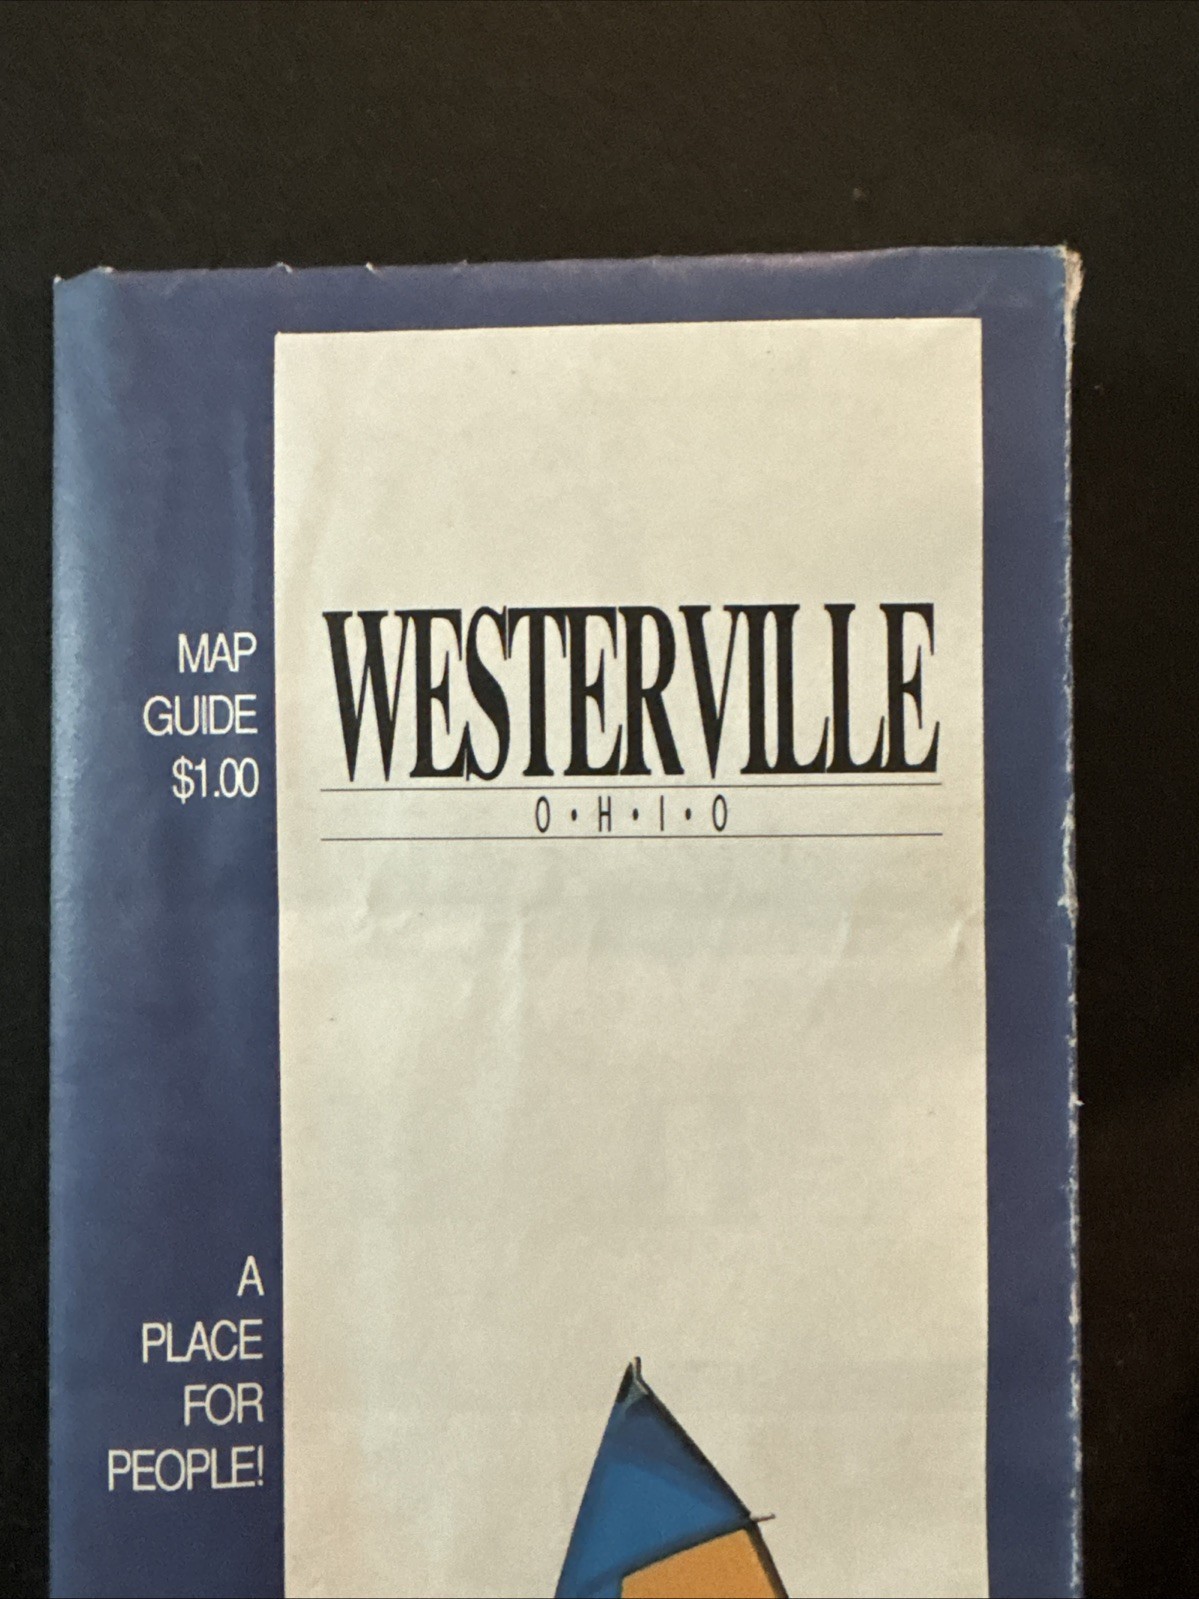 MAP
GUIDE
$1.00
WESTERVILLE
O•H•I•O
A
PLACE
FOR
PEOPLE!